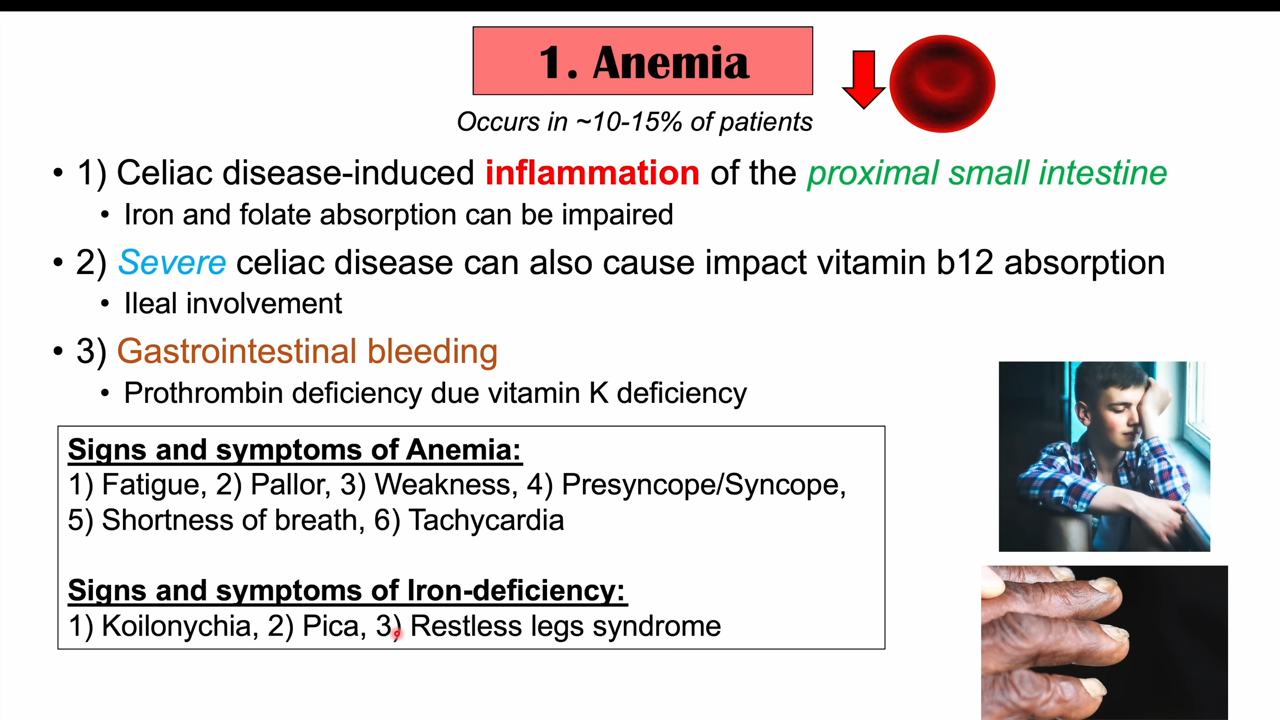 1. Anemia
Occurs in ~10-15% of patients
• 1) Celiac disease-induced inflammation of the proximal small intestine
• Iron and folate absorption can be impaired
• 2) Severe celiac disease can also cause impact vitamin b12 absorption
• Ileal involvement
• 3) Gastrointestinal bleeding
• Prothrombin deficiency due vitamin K deficiency
Signs and symptoms of Anemia:
1) Fatigue, 2) Pallor, 3) Weakness, 4) Presyncope/Syncope,
5) Shortness of breath, 6) Tachycardia
Signs and symptoms of Iron-deficiency:
1) Koilonychia, 2) Pica, 3) Restless legs syndrome